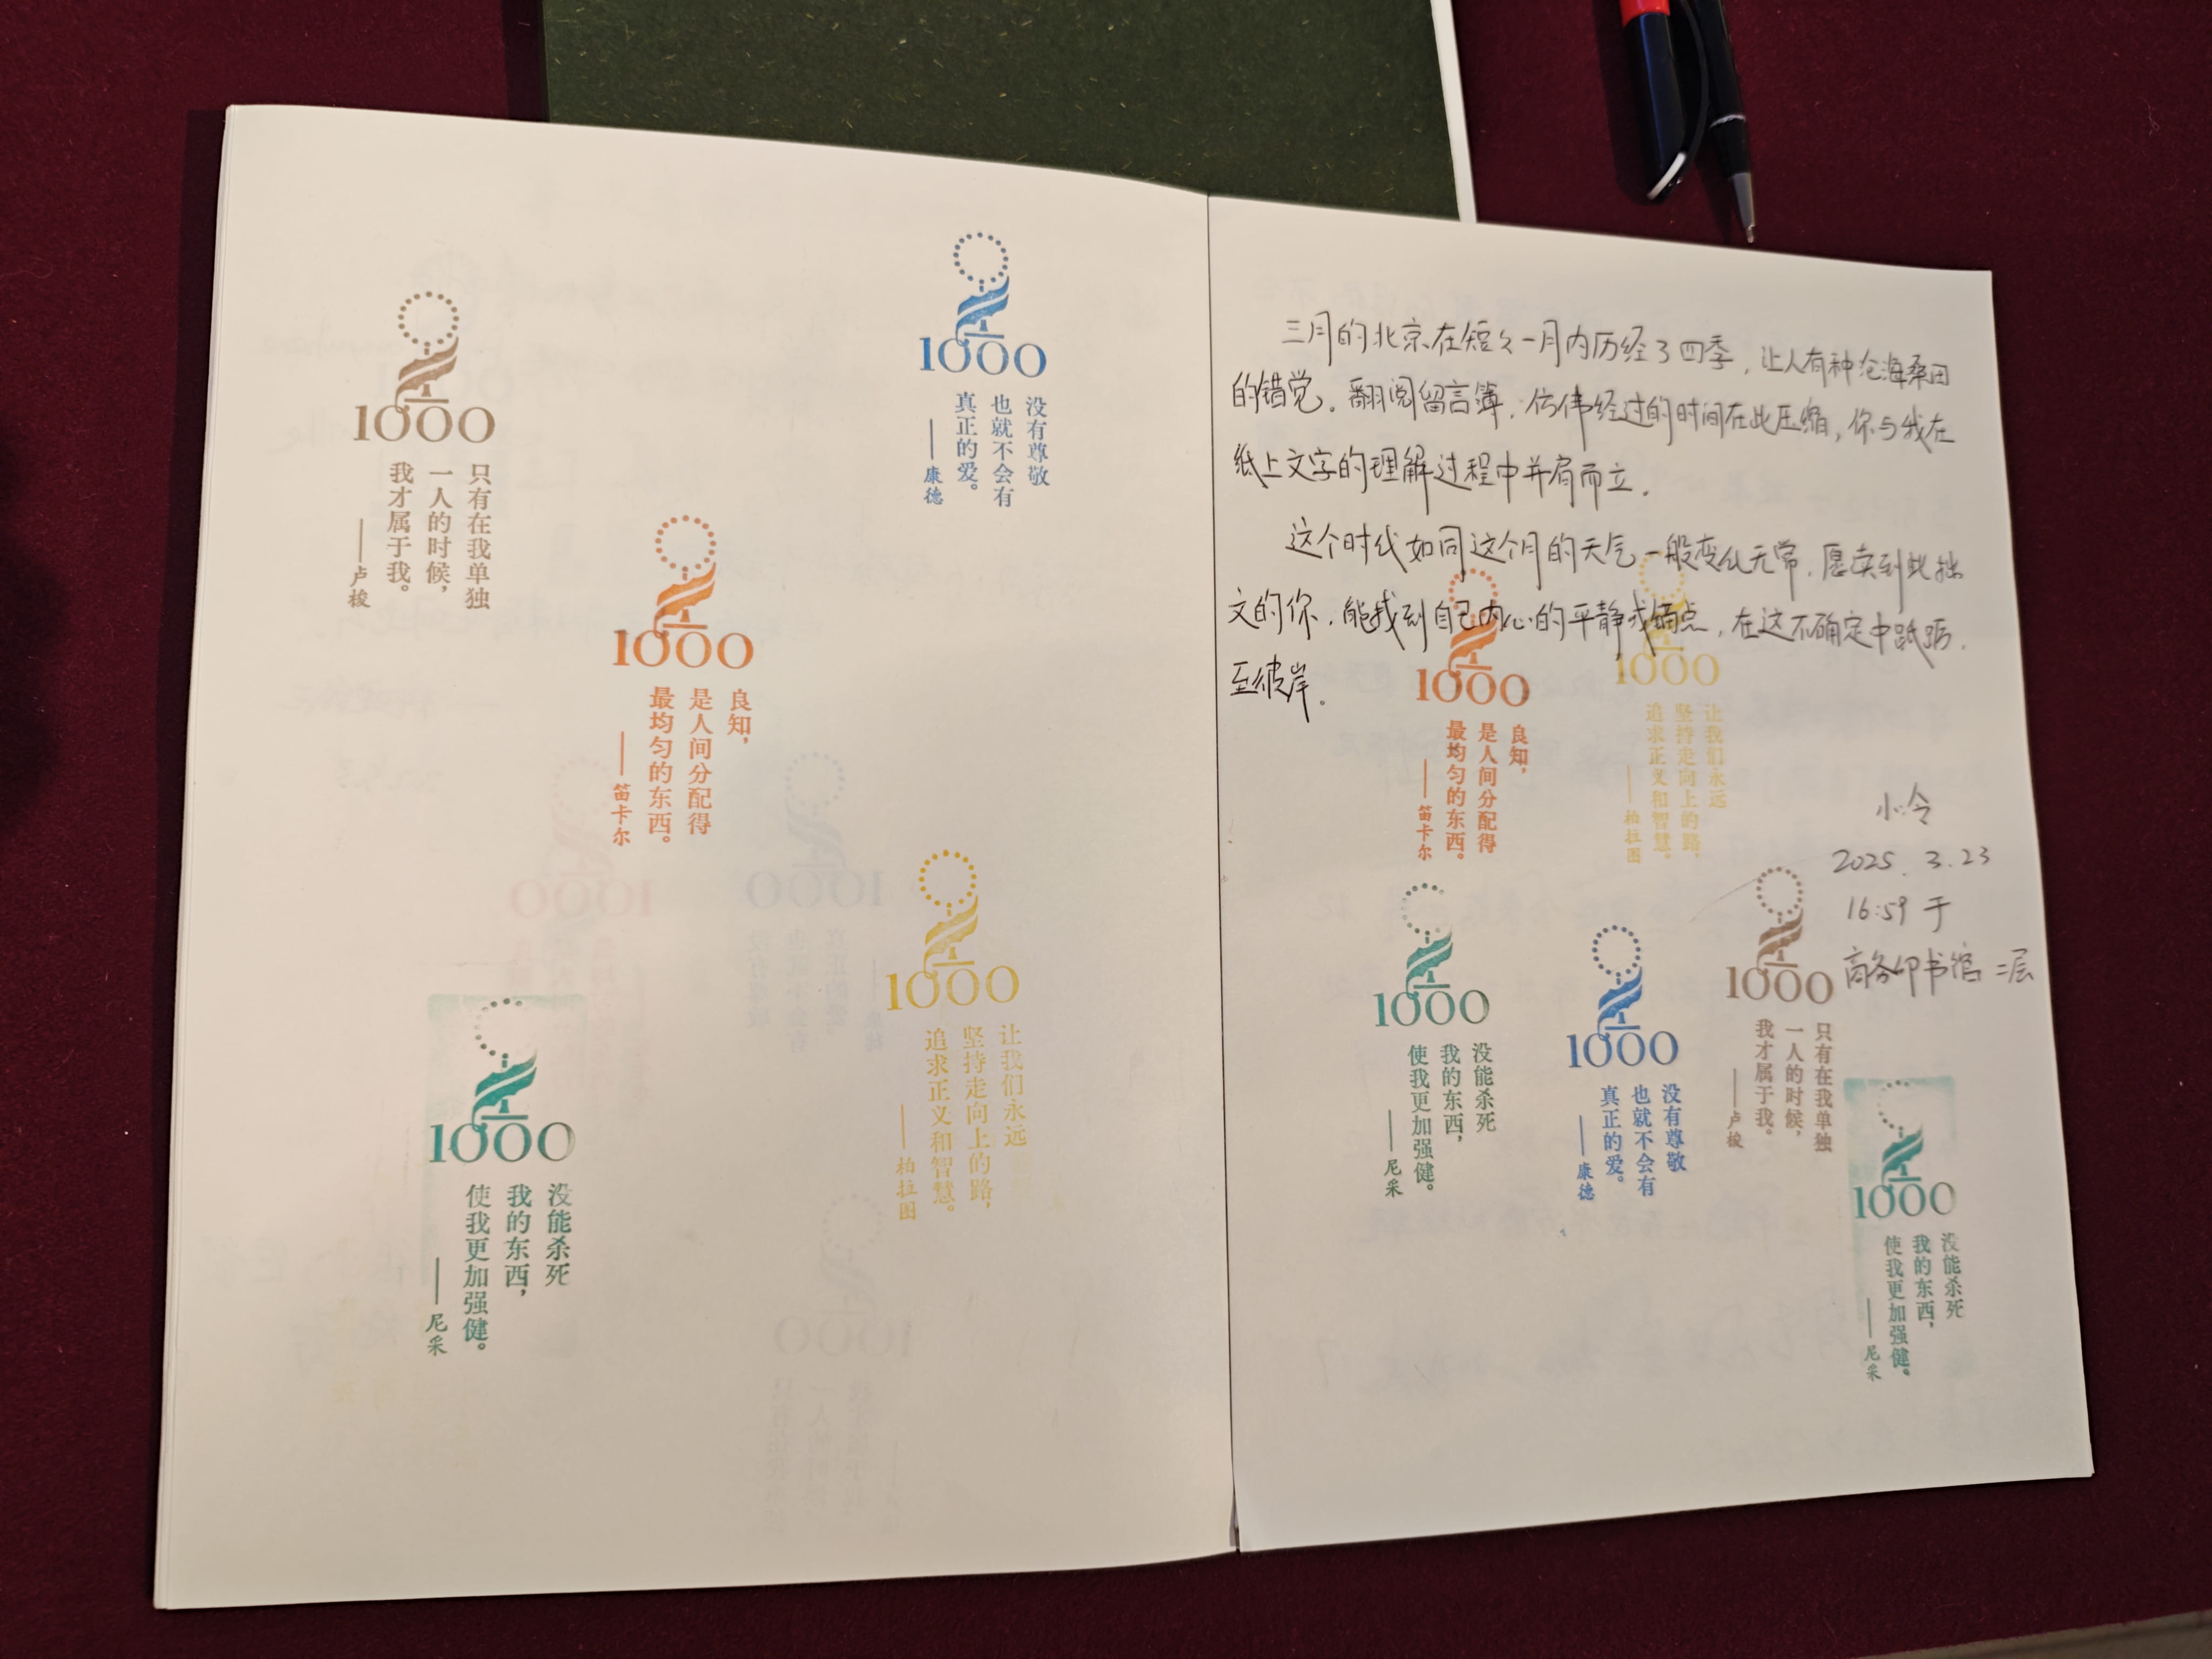 1000
只有在我单独
一人的时候，
我才属于我。
——卢梭
1000
没有尊敬
也就不会有
真正的爱。
——康德
1000
良知，
是人间分配得
最均匀的东西。
——笛卡尔
1000
让我们永远
坚持走向上的路，
追求正义和智慧。
——柏拉图
1000
没能杀死
我的东西，
使我更加强健。
——尼采
三月的北京在短々一月内历经了四季，让人有种沧海桑田
的错觉。翻阅留言簿，仿佛经过的时间在此压缩，你与我在
纸上文字的理解过程中并肩而立。
这个时代如同这个月的天气一般变化无常，愿读到此拙
文的你，能找到自己内心的平静或锚点，在这不确定中跋涉，
至彼岸。
小令
2025.3.23
16:59 于
商务印书馆二层
1000
良知，
是人间分配得
最均匀的东西。
——笛卡尔
1000
让我们永远
坚持走向上的路，
追求正义和智慧。
——柏拉图
1000
没能杀死
我的东西，
使我更加强健。
——尼采
1000
没有尊敬
也就不会有
真正的爱。
——康德
1000
只有在我单独
一人的时候，
我才属于我。
——卢梭
1000
没能杀死
我的东西，
使我更加强健。
——尼采